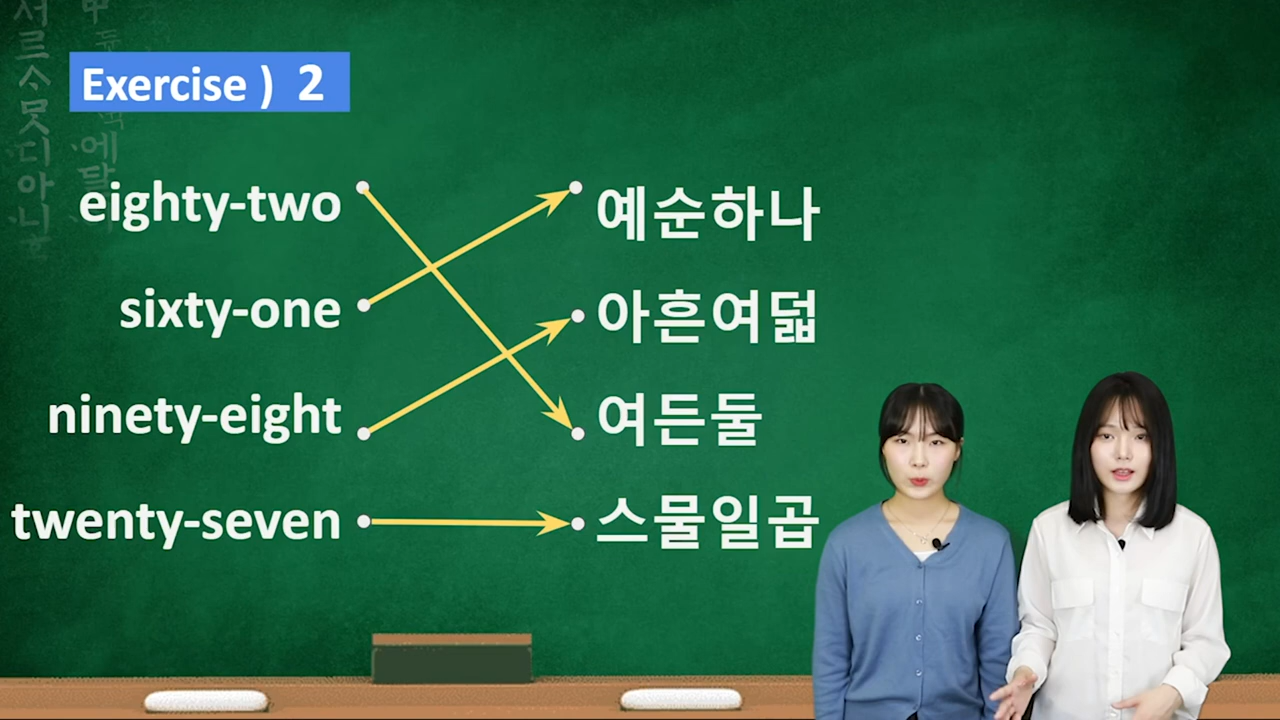 Exercise ) 2
eighty-two
sixty-one
ninety-eight
twenty-seven
예순하나
아흔여덟
여든둘
스물일곱